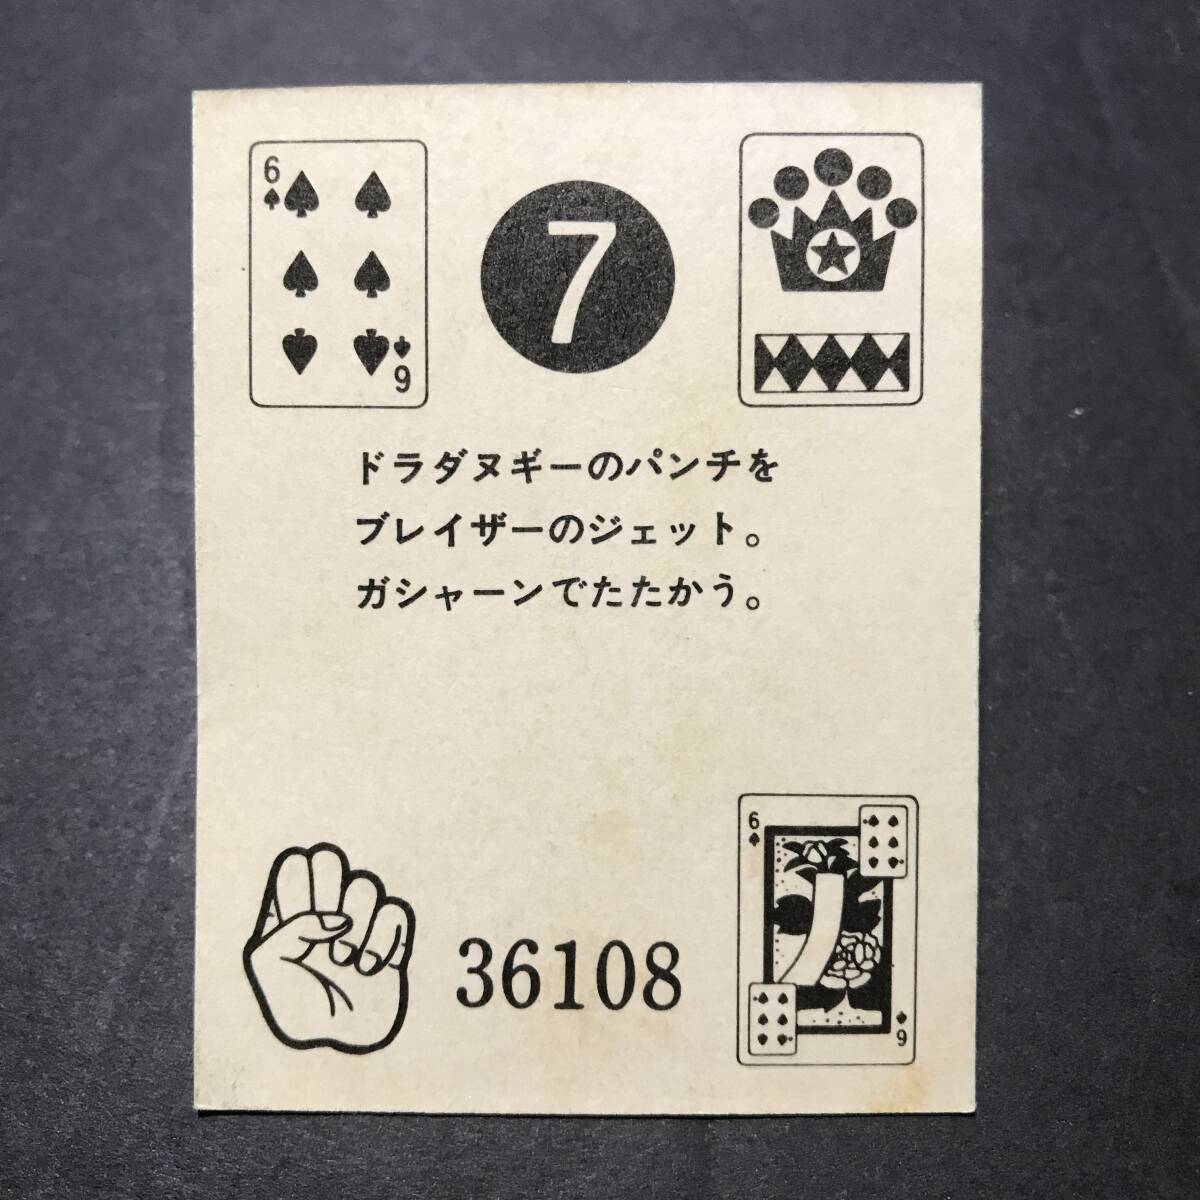 6
7
9
ドラダヌギーのパンチを
ブレイザーのジェット。
ガシャーンでたたかう。
36108
6
9